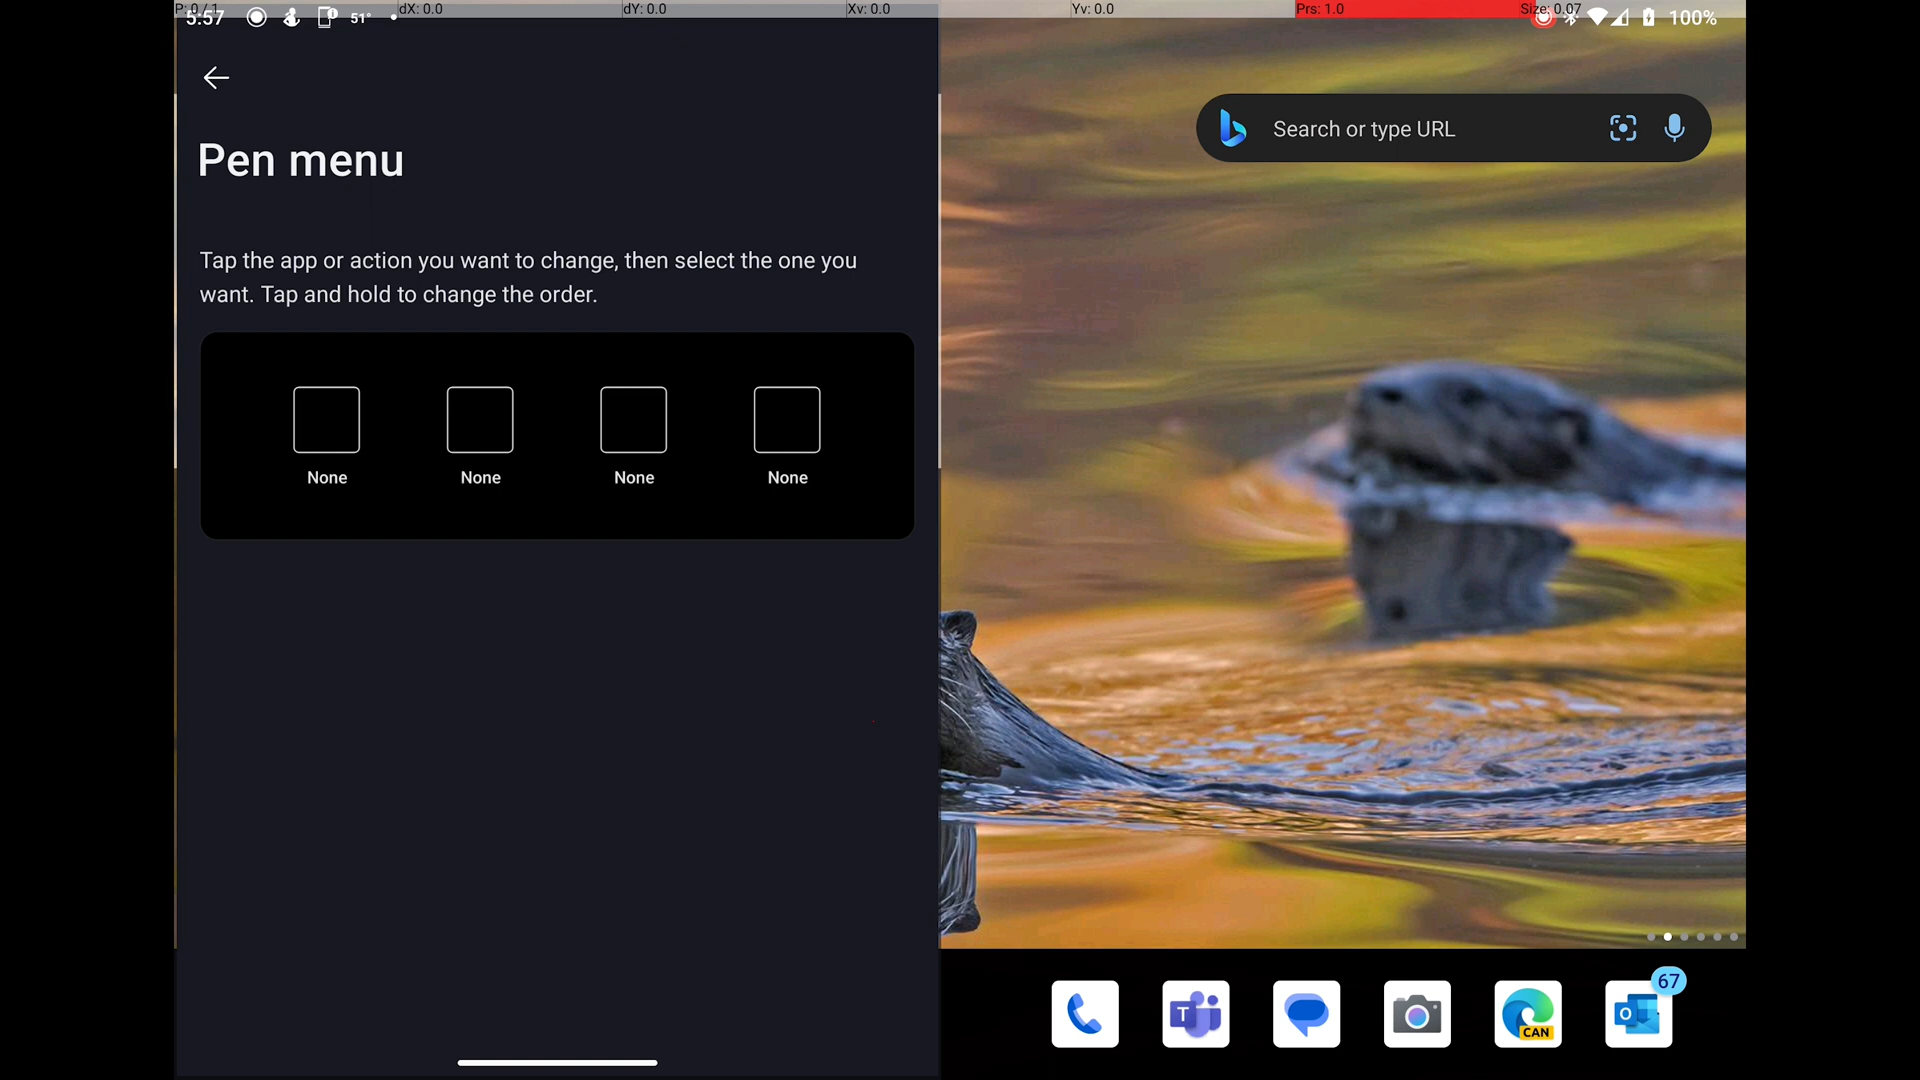 P: 0 / 1
dX: 0.0
dY: 0.0
Xv: 0.0
Yv: 0.0
Prs: 1.0
Size: 0.07
5:57
51°
100%
Pen menu
Tap the app or action you want to change, then select the one you
want. Tap and hold to change the order.
None
None
None
None
Search or type URL
T
CAN
O
67